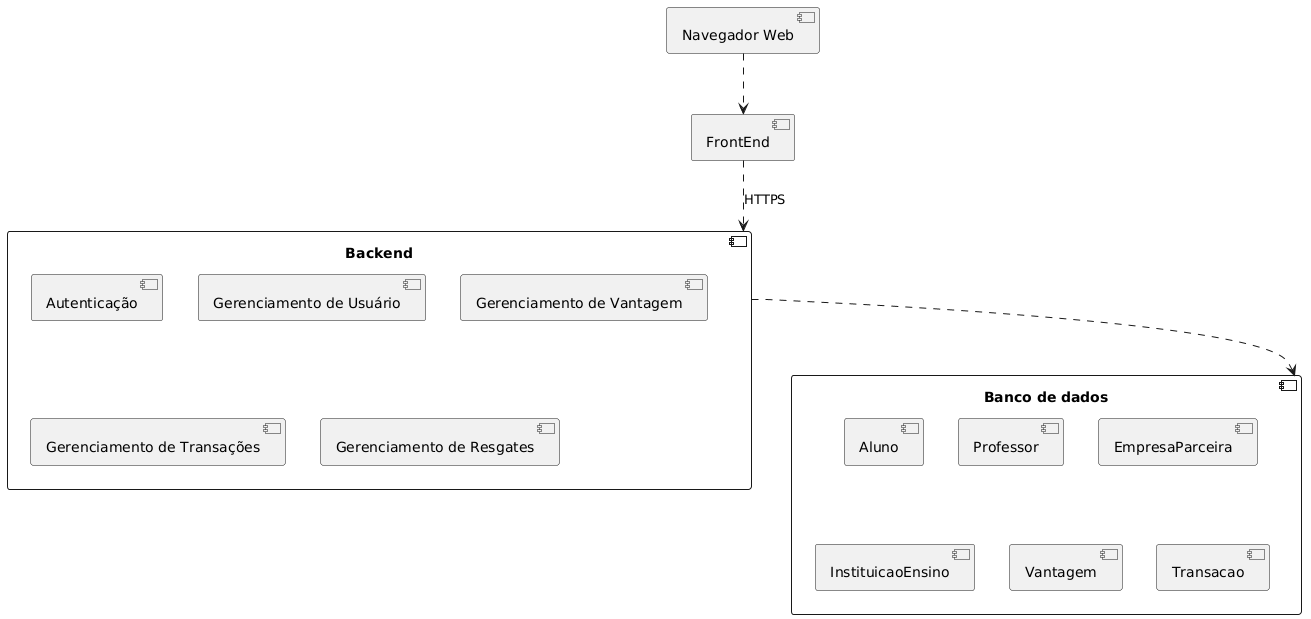 Navegador Web
FrontEnd
HTTPS
Backend
Autenticação
Gerenciamento de Usuário
Gerenciamento de Vantagem
Gerenciamento de Transações
Gerenciamento de Resgates
Banco de dados
Aluno
Professor
EmpresaParceira
InstituicaoEnsino
Vantagem
Transacao